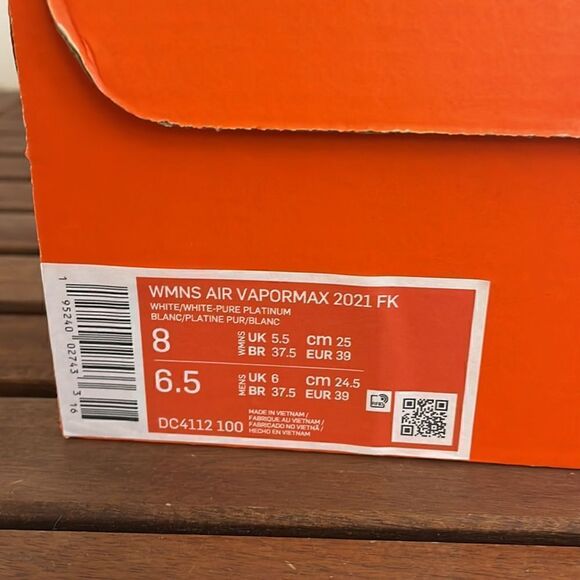 WMNS AIR VAPORMAX 2021 FK
WHITE/WHITE-PURE PLATINUM
BLANC/PLATINE PUR/BLANC
8 WMNS UK 5.5 cm 25
BR 37.5 EUR 39
6.5 MENS UK 6 cm 24.5
BR 37.5 EUR 39
DC4112 100
MADE IN VIETNAM /
FABRIQUE AU VIETNAM /
FABRICADO NO VIETNÃ /
HECHO EN VIETNAM
1 95240 02743 3 16